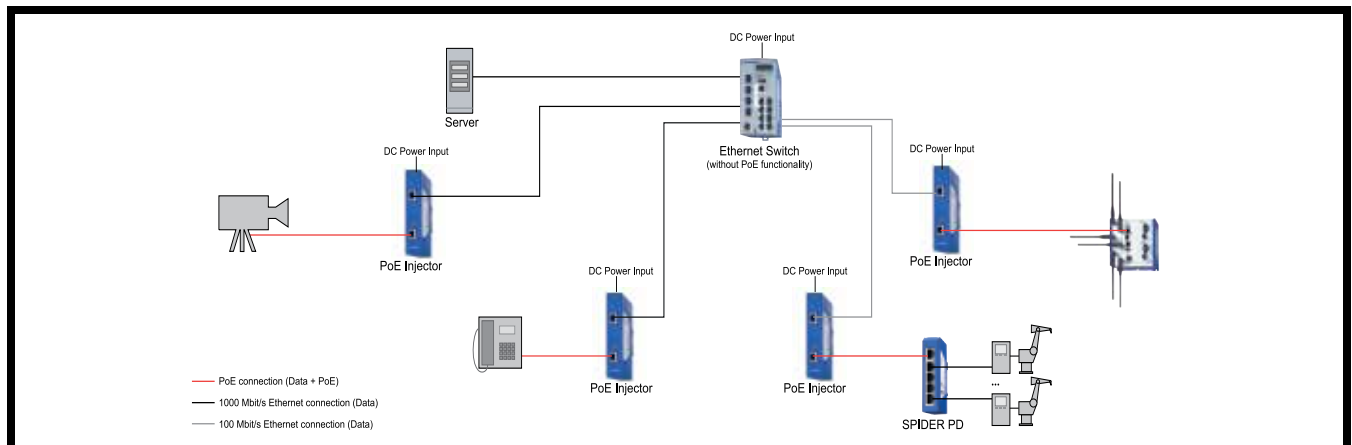 DC Power Input
Server
Ethernet Switch
(without PoE functionality)
DC Power Input
DC Power Input
PoE Injector
PoE Injector
DC Power Input
DC Power Input
PoE Injector
PoE Injector
...
SPIDER PD
PoE connection (Data + PoE)
1000 Mbit/s Ethernet connection (Data)
100 Mbit/s Ethernet connection (Data)